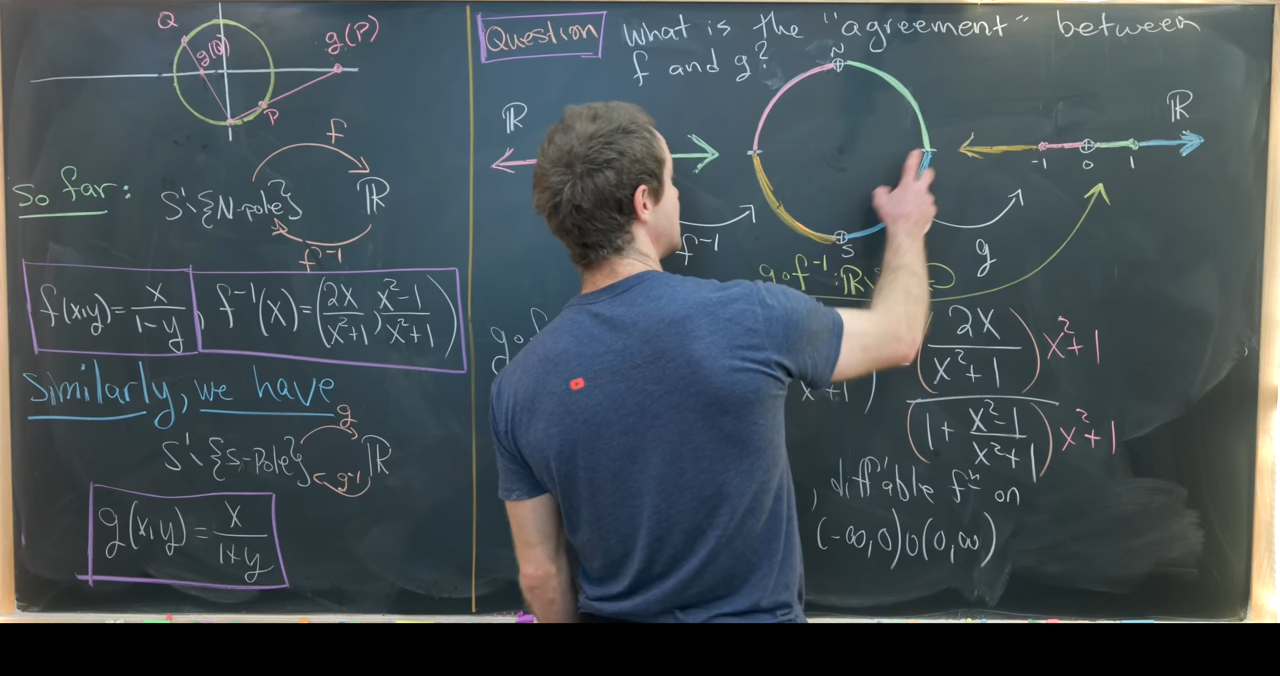 Q
g(Q)
g(P)
P
So far:
f
S¹\{N-pole} ℝ
f⁻¹
f(x,y)=x/(1-y), f⁻¹(x)=(2x/(x²+1), (x²-1)/(x²+1))
Similarly, we have
g
S¹\{S-pole} ℝ
g⁻¹
g(x,y)=x/(1+y)
Question What is the "agreement" between
f and g?
N
ℝ
ℝ
-1 0 1
S
f⁻¹
g
g∘f⁻¹: ℝ\
(2x/(x²+1)) x²+1
(1+(x²-1)/(x²+1)) x²+1
, diff'able fⁿ on
(-∞,0)∪(0,∞)